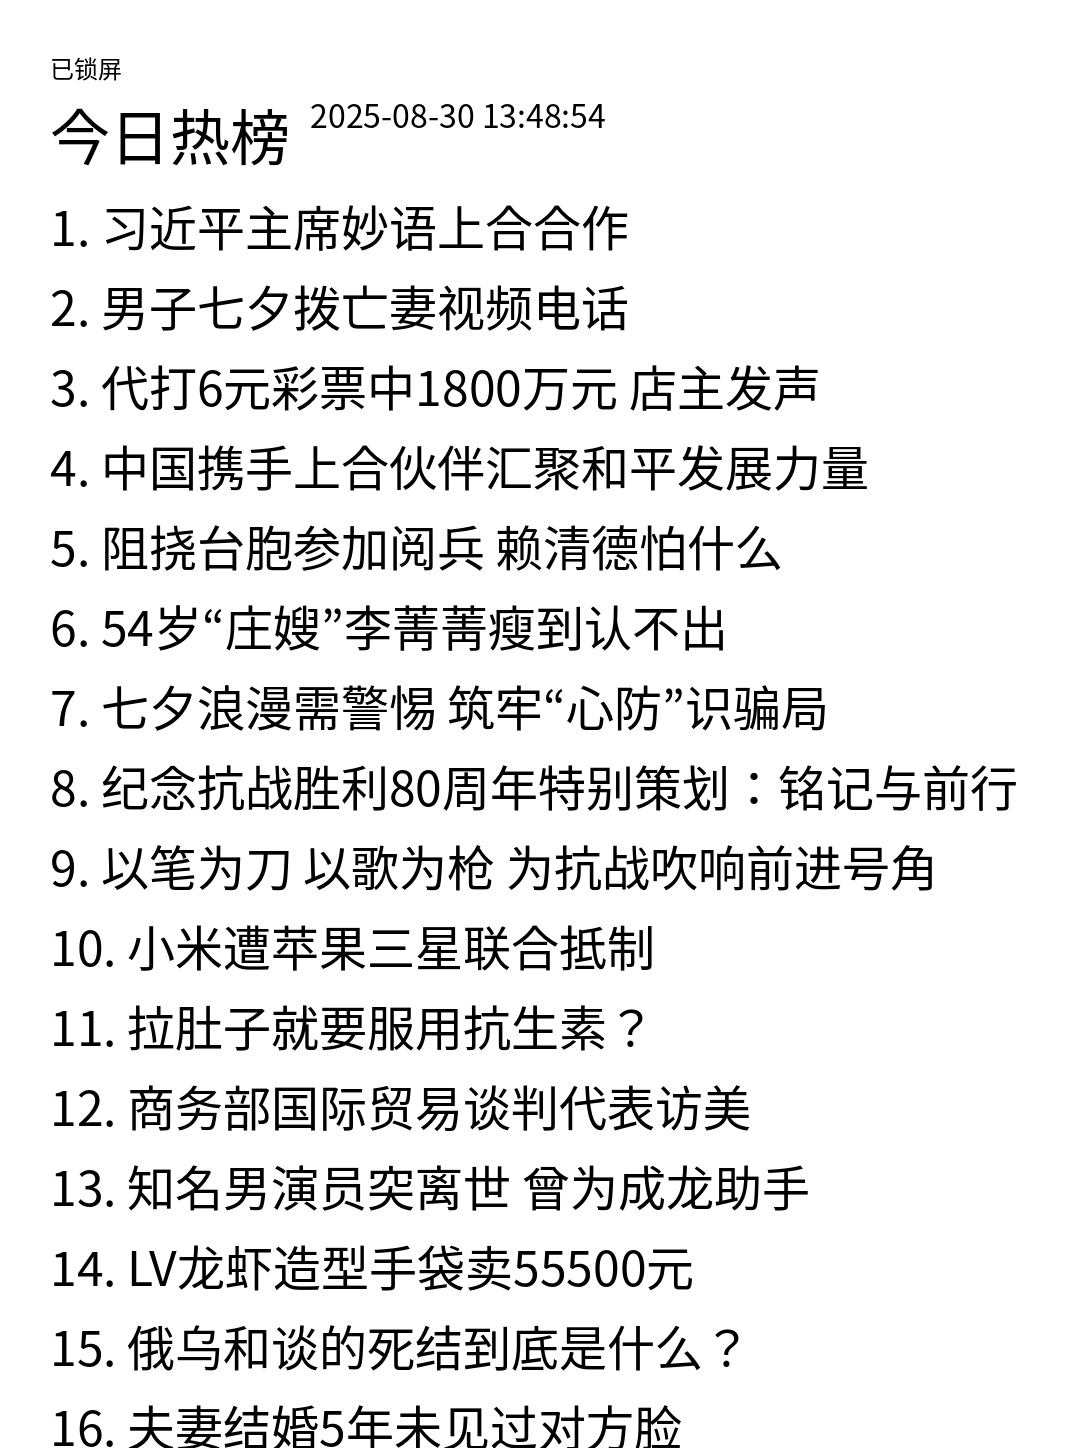 已锁屏
今日热榜 2025-08-30 13:48:54
1. 习近平主席妙语上合合作
2. 男子七夕拨亡妻视频电话
3. 代打6元彩票中1800万元 店主发声
4. 中国携手上合伙伴汇聚和平发展力量
5. 阻挠台胞参加阅兵 赖清德怕什么
6. 54岁“庄嫂”李菁菁瘦到认不出
7. 七夕浪漫需警惕 筑牢“心防”识骗局
8. 纪念抗战胜利80周年特别策划：铭记与前行
9. 以笔为刀 以歌为枪 为抗战吹响前进号角
10. 小米遭苹果三星联合抵制
11. 拉肚子就要服用抗生素？
12. 商务部国际贸易谈判代表访美
13. 知名男演员突离世 曾为成龙助手
14. LV龙虾造型手袋卖55500元
15. 俄乌和谈的死结到底是什么？
16. 夫妻结婚5年未见过对方脸